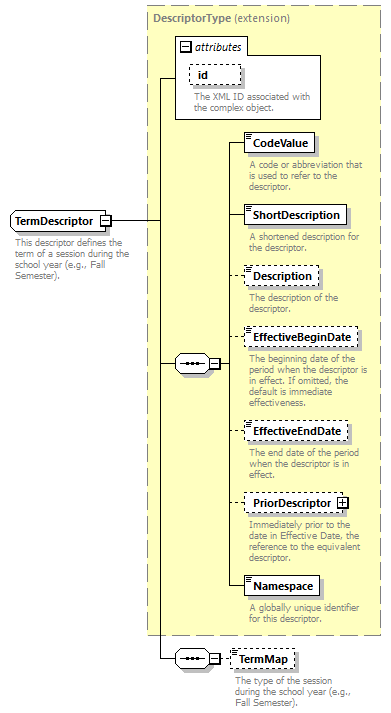 DescriptorType (extension)
attributes
id
The XML ID associated with
the complex object.
TermDescriptor
This descriptor defines the
term of a session during the
school year (e.g., Fall
Semester).
CodeValue
A code or abbreviation that
is used to refer to the
descriptor.
ShortDescription
A shortened description for
the descriptor.
Description
The description of the
descriptor.
EffectiveBeginDate
The beginning date of the
period when the descriptor is
in effect. If omitted, the
default is immediate
effectiveness.
EffectiveEndDate
The end date of the period
when the descriptor is in
effect.
PriorDescriptor
Immediately prior to the
date in Effective Date, the
reference to the equivalent
descriptor.
Namespace
A globally unique identifier
for this descriptor.
TermMap
The type of the session
during the school year (e.g.,
Fall Semester).